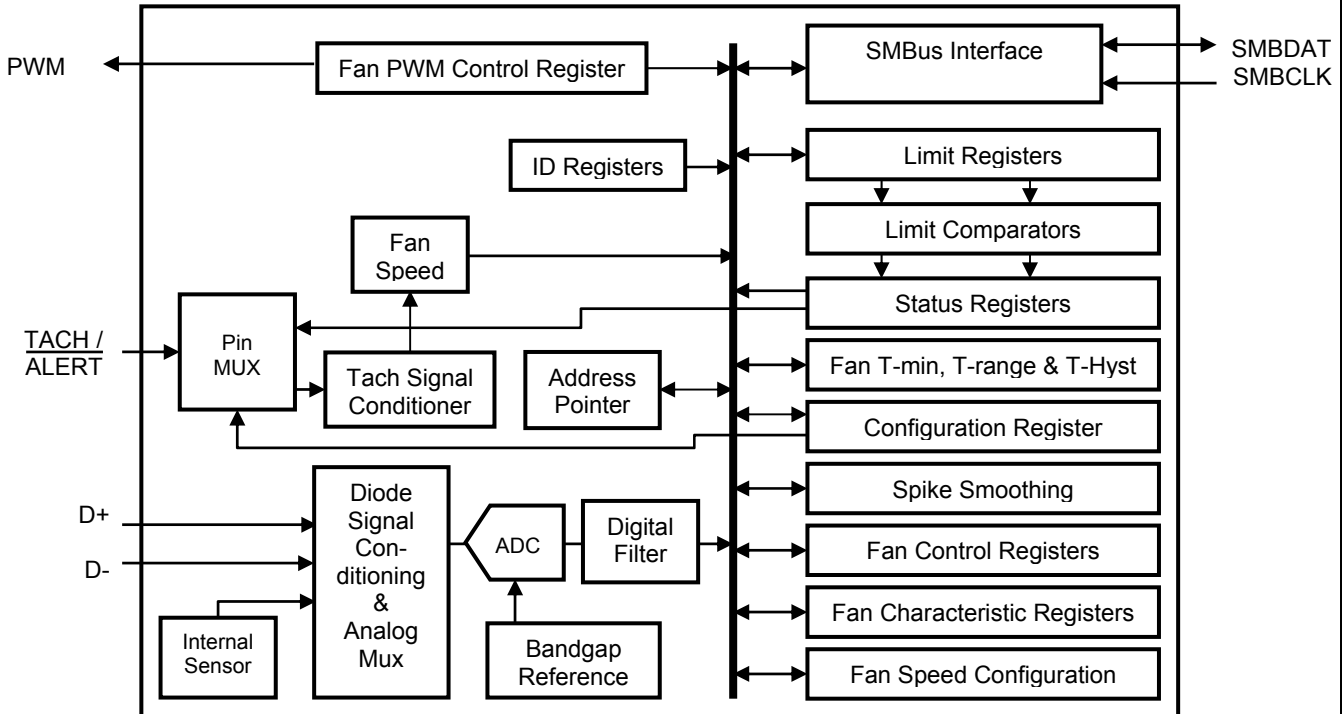 PWM
Fan PWM Control Register
SMBus Interface
SMBDAT
SMBCLK
ID Registers
Limit Registers
Limit Comparators
Fan
Speed
Status Registers
TACH /
ALERT
Pin
MUX
Tach Signal
Conditioner
Address
Pointer
Fan T-min, T-range & T-Hyst
Configuration Register
D+
D-
Diode
Signal
Con-
ditioning
&
Analog
Mux
ADC
Digital
Filter
Spike Smoothing
Fan Control Registers
Internal
Sensor
Bandgap
Reference
Fan Characteristic Registers
Fan Speed Configuration